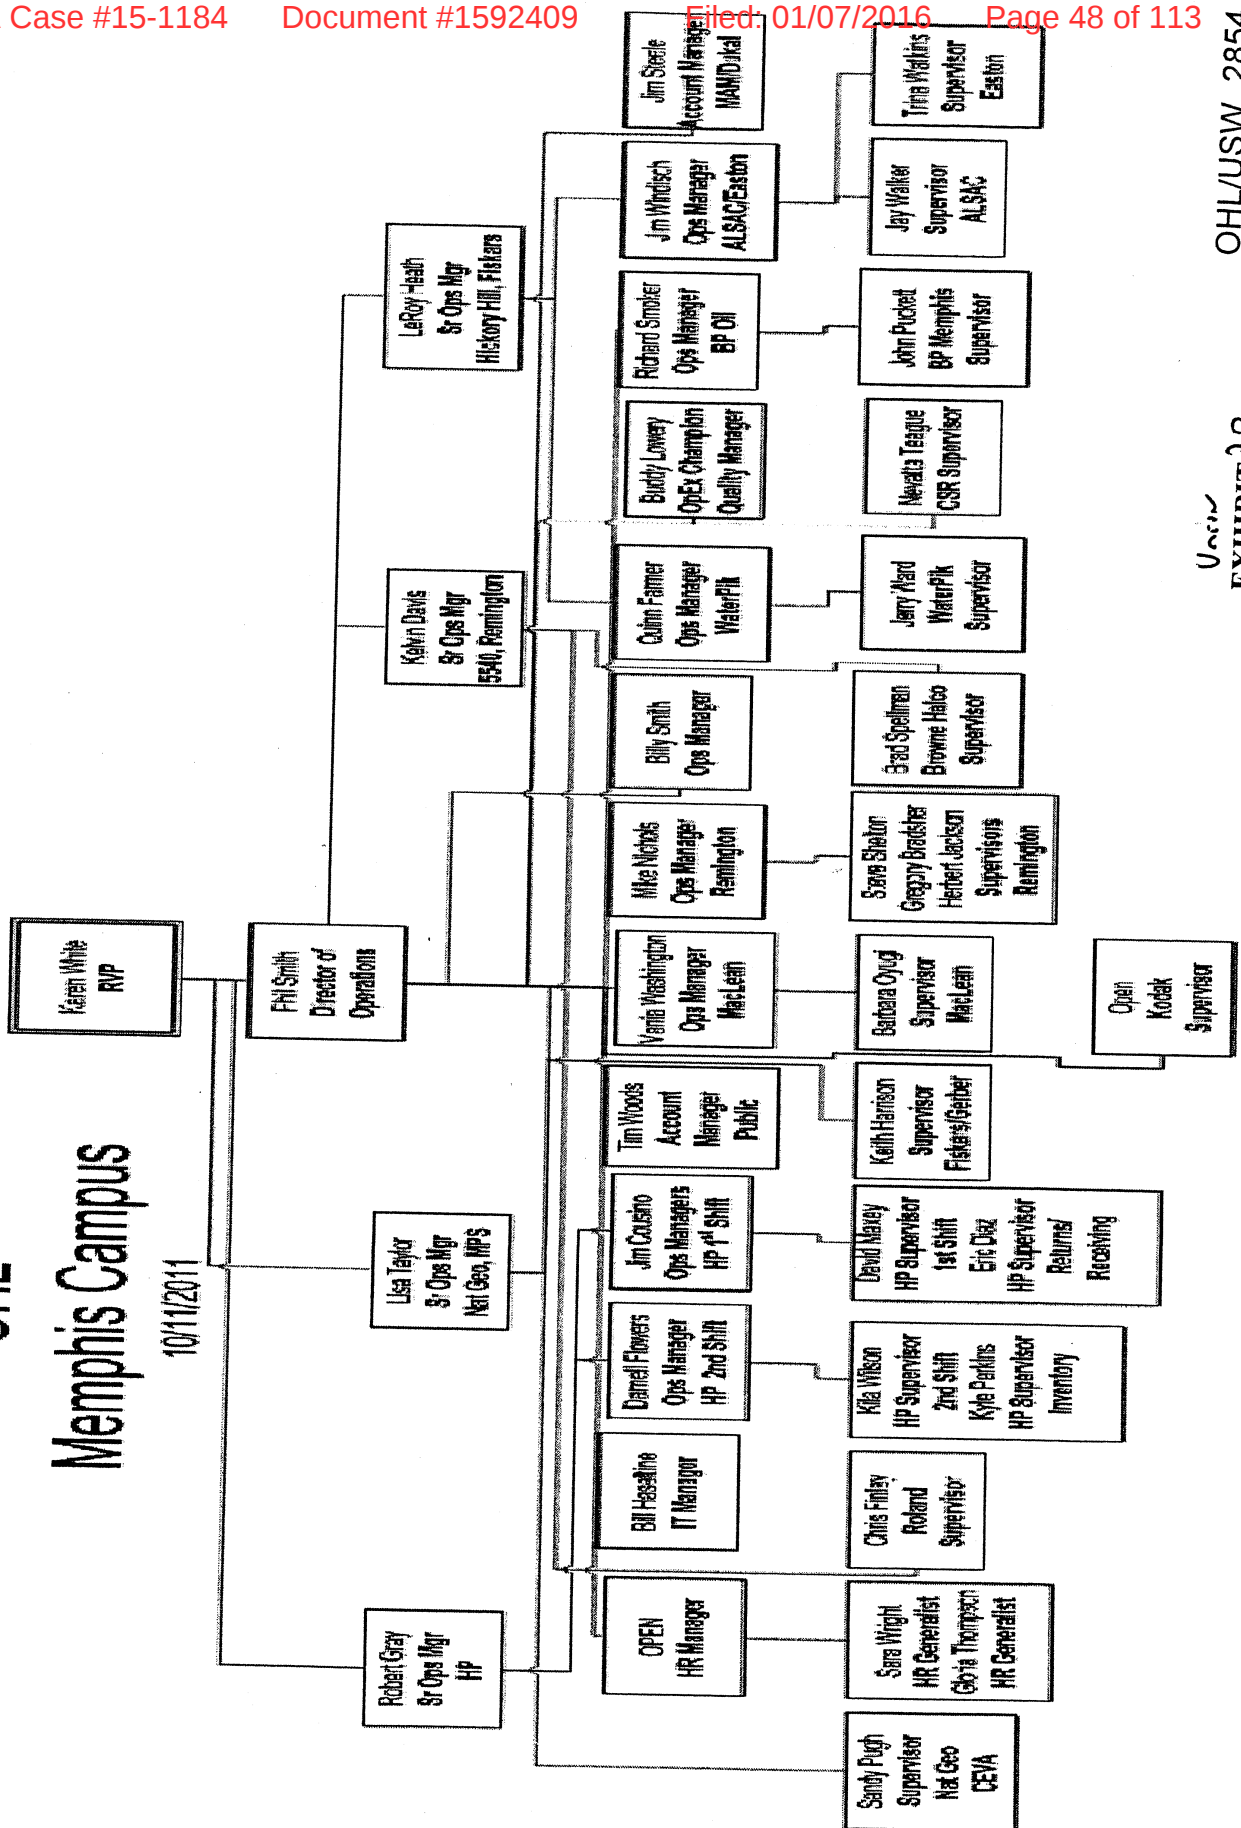 Case #15-1184 Document #1592409 Filed: 01/07/2016 Page 48 of 113
Memphis Campus
10/11/2011
Karen White
RVP
Phil Smith
Director of
Operations
Robert Gray
Sr Ops Mgr
HP
Lisa Taylor
Sr Ops Mgr
Nat Geo, MPS
Kelvin Davis
Sr Ops Mgr
5540, Remington
LeRoy Heath
Sr Ops Mgr
Hickory Hill, Fiskars
OPEN
HR Manager
Bill Haseltine
IT Manager
Darnell Flowers
Ops Manager
HP 2nd Shift
Jim Cousino
Ops Managers
HP 1st Shift
Tim Woods
Account
Manager
Public
Vania Washington
Ops Manager
MacLean
Mike Nichols
Ops Manager
Remington
Billy Smith
Ops Manager
Quinn Farmer
Ops Manager
WaterPik
Buddy Lowery
OpEx Champion
Quality Manager
Richard Smoker
Ops Manager
BP Oil
Jim Windisch
Ops Manager
ALSAC/Easton
Jim Steele
Account Manager
MAM/Dukal
Sandy Pugh
Supervisor
Nat Geo
CEVA
Sara Wright
HR Generalist
Gloria Thompson
HR Generalist
Chris Finlay
Roland
Supervisor
Kila Wilson
HP Supervisor
2nd Shift
Kyle Perkins
HP Supervisor
Inventory
David Maxey
HP Supervisor
1st Shift
Eric Diaz
HP Supervisor
Returns/
Receiving
Keith Harrison
Supervisor
Fiskars/Gerber
Barbara Oyugi
Supervisor
MacLean
Steve Shelton
Gregory Bradsher
Herbert Jackson
Supervisors
Remington
Brad Spellman
Browne Halco
Supervisor
Jerry Ward
WaterPik
Supervisor
Nevatta Teague
CSR Supervisor
John Puckett
BP Memphis
Supervisor
Jay Walker
Supervisor
ALSAC
Trina Watkins
Supervisor
Easton
Open
Kodak
Supervisor
OHL/USW 2854